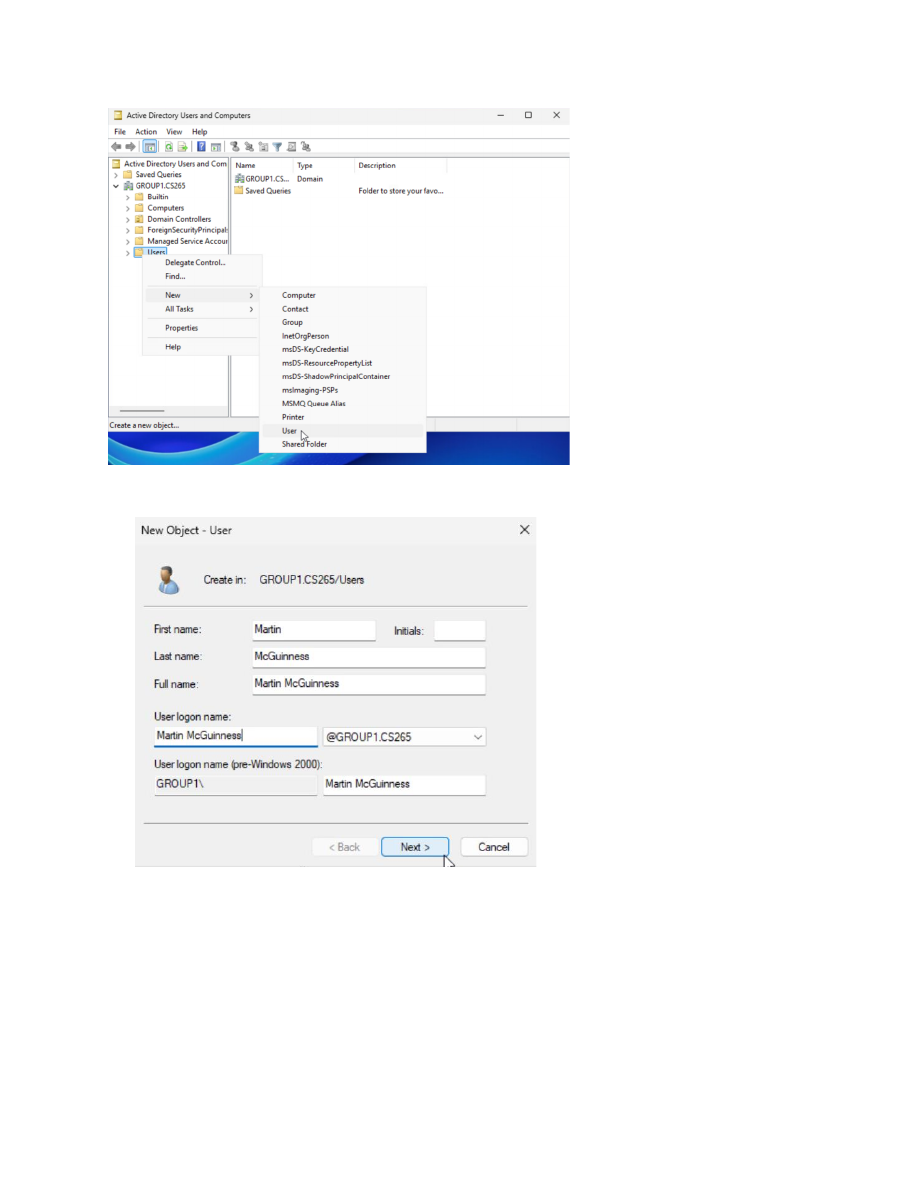 Active Directory Users and Computers
File Action View Help
Active Directory Users and Com Name Type Description
Saved Queries GROUP1.CS... Domain
GROUP1.CS265 Saved Queries Folder to store your favo...
Builtin
Computers
Domain Controllers
ForeignSecurityPrincipals
Managed Service Accour
Users
Delegate Control...
Find...
New
All Tasks
Properties
Help
Computer
Contact
Group
InetOrgPerson
msDS-KeyCredential
msDS-ResourcePropertyList
msDS-ShadowPrincipalContainer
msImaging-PSPs
MSMQ Queue Alias
Printer
User
Shared Folder
Create a new object...
New Object - User
Create in: GROUP1.CS265/Users
First name: Martin Initials:
Last name: McGuinness
Full name: Martin McGuinness
User logon name:
Martin McGuinness @GROUP1.CS265
User logon name (pre-Windows 2000):
GROUP1\ Martin McGuinness
< Back Next > Cancel